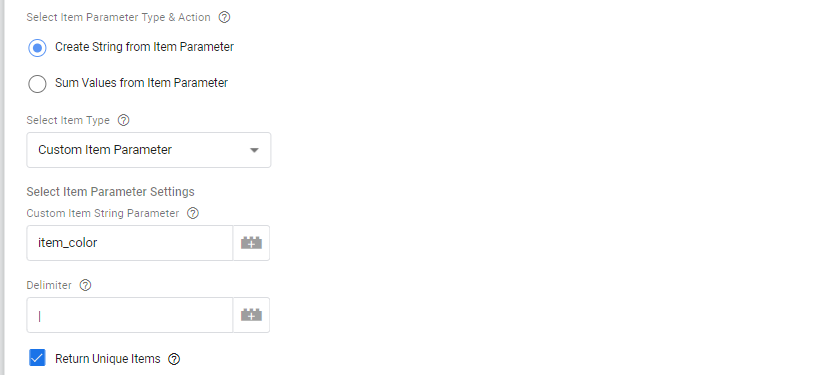 Select Item Parameter Type & Action
Create String from Item Parameter
Sum Values from Item Parameter
Select Item Type
Custom Item Parameter
Select Item Parameter Settings
Custom Item String Parameter
item_color
Delimiter
|
Return Unique Items